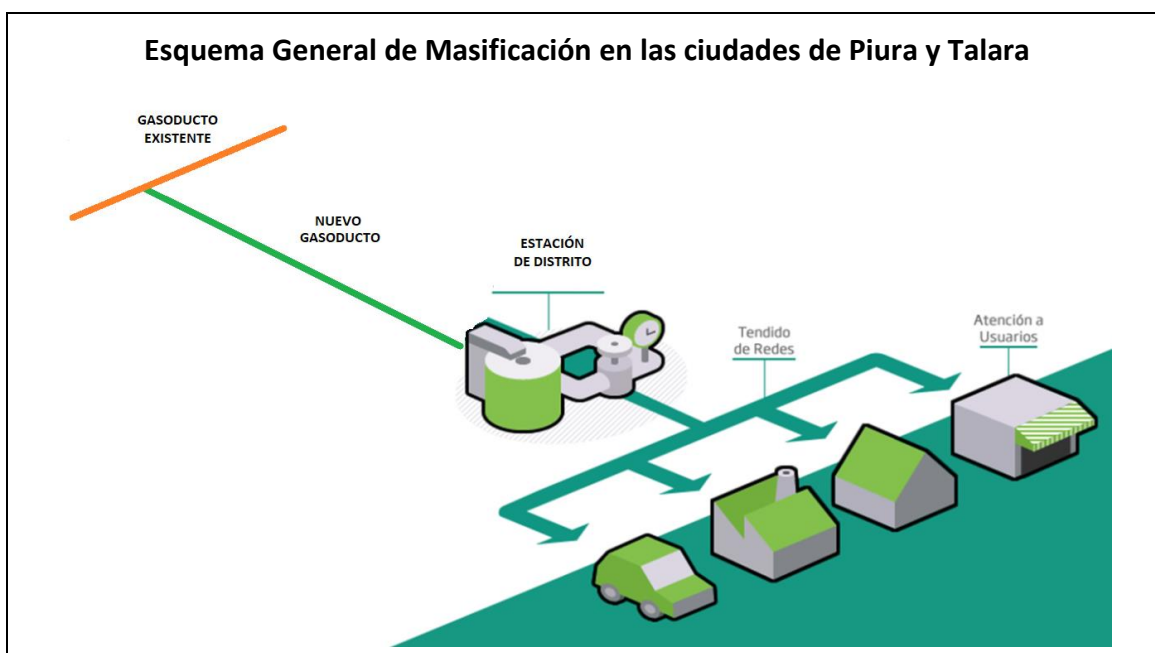 Esquema General de Masificación en las ciudades de Piura y Talara
GASODUCTO
EXISTENTE
NUEVO
GASODUCTO
ESTACIÓN
DE DISTRITO
Tendido
de Redes
Atención a
Usuarios